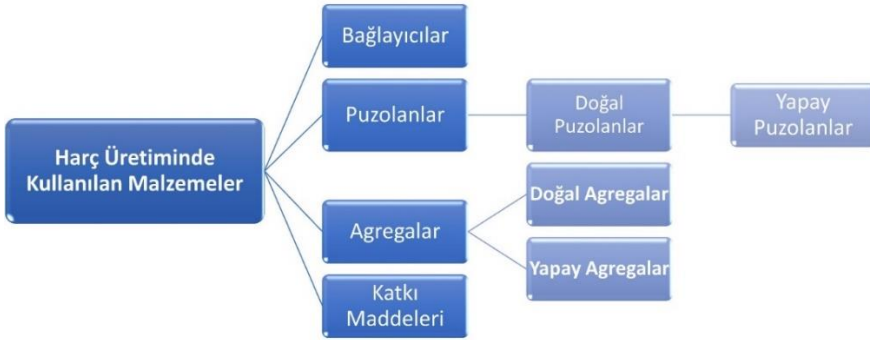 Harç Üretiminde
Kullanılan Malzemeler
Bağlayıcılar
Puzolanlar
Doğal
Puzolanlar
Yapay
Puzolanlar
Agregalar
Doğal Agregalar
Yapay Agregalar
Katkı
Maddeleri